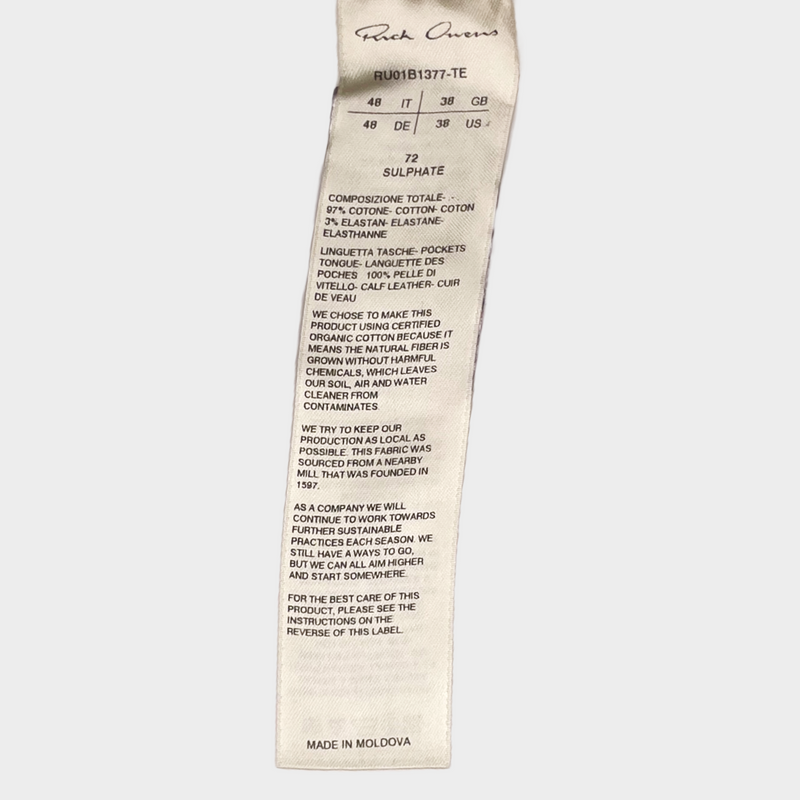 Rick Owens
RU01B1377-TE
48 IT 38 GB
48 DE 38 US
72
SULPHATE
COMPOSIZIONE TOTALE- -
97% COTONE- COTTON- COTON
3% ELASTAN- ELASTANE-
ELASTHANNE
LINGUETTA TASCHE- POCKETS
TONGUE- LANGUETTE DES
POCHES 100% PELLE DI
VITELLO- CALF LEATHER- CUIR
DE VEAU
WE CHOSE TO MAKE THIS
PRODUCT USING CERTIFIED
ORGANIC COTTON BECAUSE IT
MEANS THE NATURAL FIBER IS
GROWN WITHOUT HARMFUL
CHEMICALS, WHICH LEAVES
OUR SOIL, AIR AND WATER
CLEANER FROM
CONTAMINATES
WE TRY TO KEEP OUR
PRODUCTION AS LOCAL AS
POSSIBLE. THIS FABRIC WAS
SOURCED FROM A NEARBY
MILL THAT WAS FOUNDED IN
1597.
AS A COMPANY WE WILL
CONTINUE TO WORK TOWARDS
FURTHER SUSTAINABLE
PRACTICES EACH SEASON. WE
STILL HAVE A WAYS TO GO,
BUT WE CAN ALL AIM HIGHER
AND START SOMEWHERE.
FOR THE BEST CARE OF THIS
PRODUCT, PLEASE SEE THE
INSTRUCTIONS ON THE
REVERSE OF THIS LABEL.
MADE IN MOLDOVA